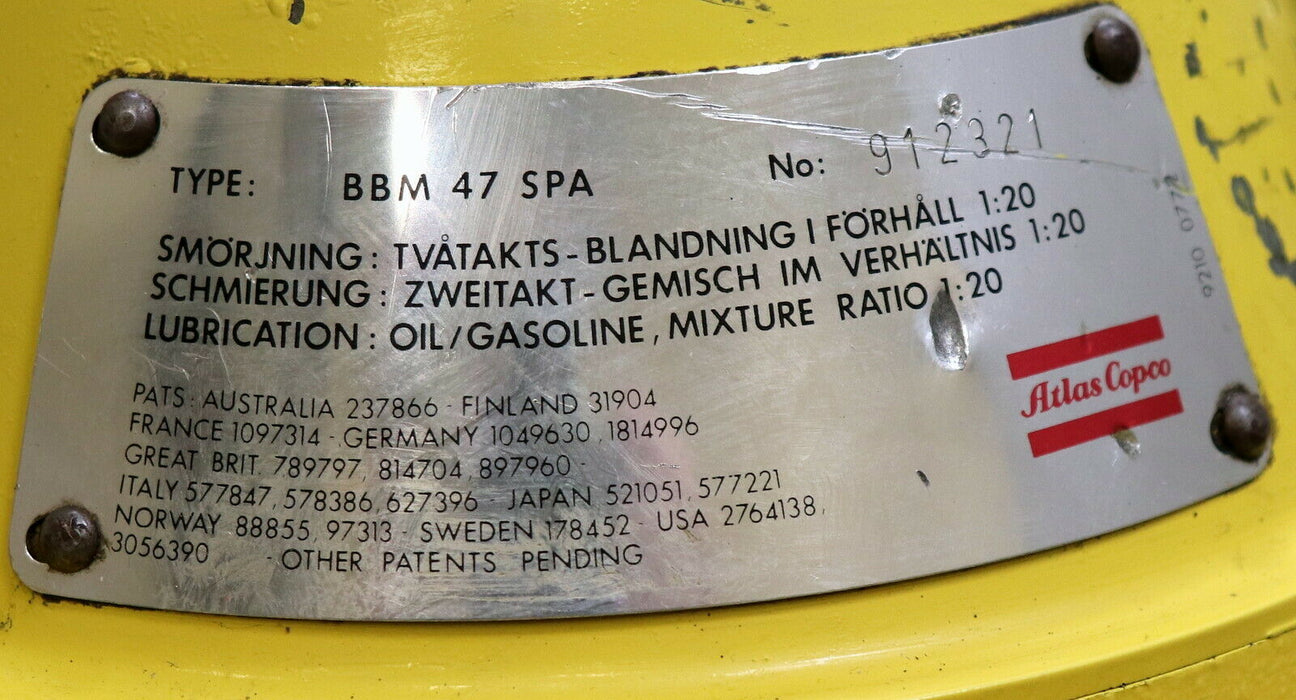 TYPE: BBM 47 SPA No: 912321
SMÖRJNING: TVÅTAKTS-BLANDNING I FÖRHÅLL 1:20
SCHMIERUNG: ZWEITAKT-GEMISCH IM VERHÄLTNIS 1:20
LUBRICATION: OIL/GASOLINE, MIXTURE RATIO 1:20
PATS: AUSTRALIA 237866 - FINLAND 31904
FRANCE 1097314 - GERMANY 1049630, 1814996
GREAT BRIT. 789797, 814704, 897960 -
ITALY 577847, 578386, 627396 - JAPAN 521051, 577221
NORWAY 88855, 97313 - SWEDEN 178452 - USA 2764138,
3056390 - OTHER PATENTS PENDING
Atlas Copco